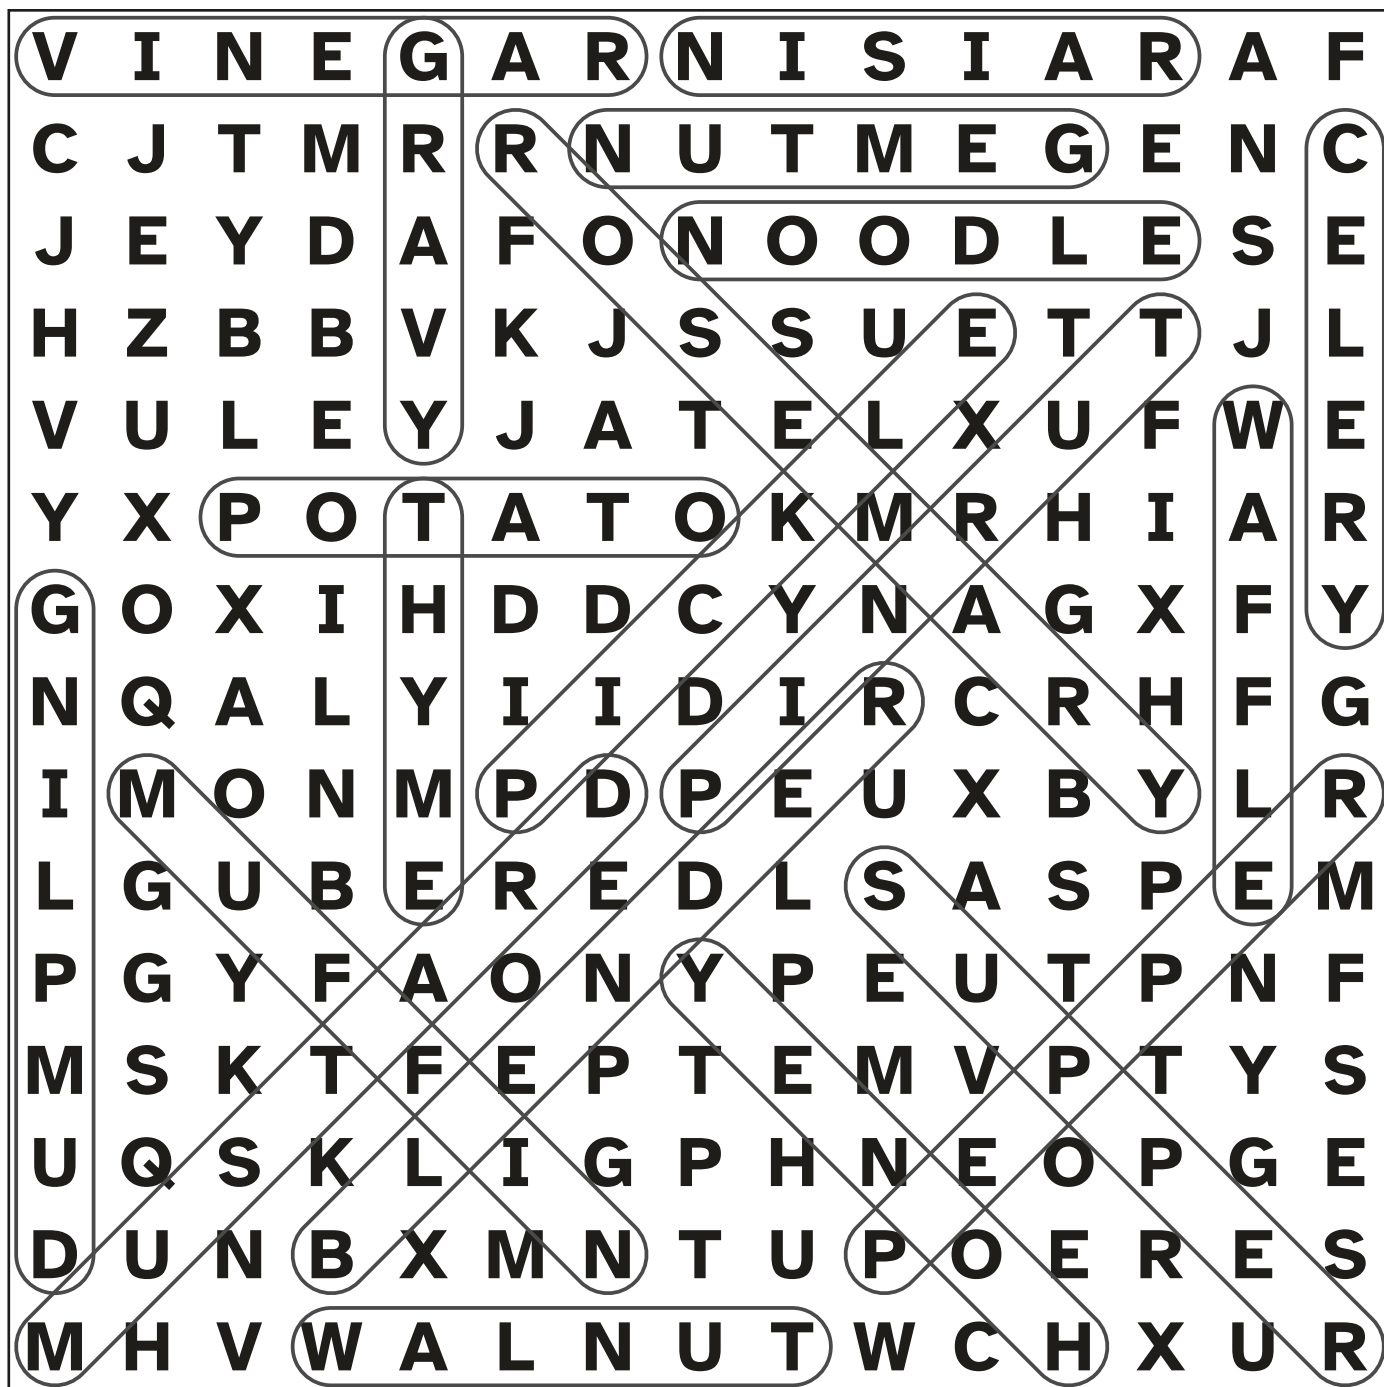 V I N E G A R N I S I A R A F
C J T M R R N U T M E G E N C
J E Y D A F O N O O D L E S E
H Z B B V K J S S U E T T J L
V U L E Y J A T E L X U F W E
Y X P O T A T O K M R H I A R
G O X I H D D C Y N A G X F Y
N Q A L Y I I D I R C R H F G
I M O N M P D P E U X B Y L R
L G U B E R E D L S A S P E M
P G Y F A O N Y P E U T P N F
M S K T F E P T E M V P T Y S
U Q S K L I G P H N E O P G E
D U N B X M N T U P O E R E S
M H V W A L N U T W C H X U R